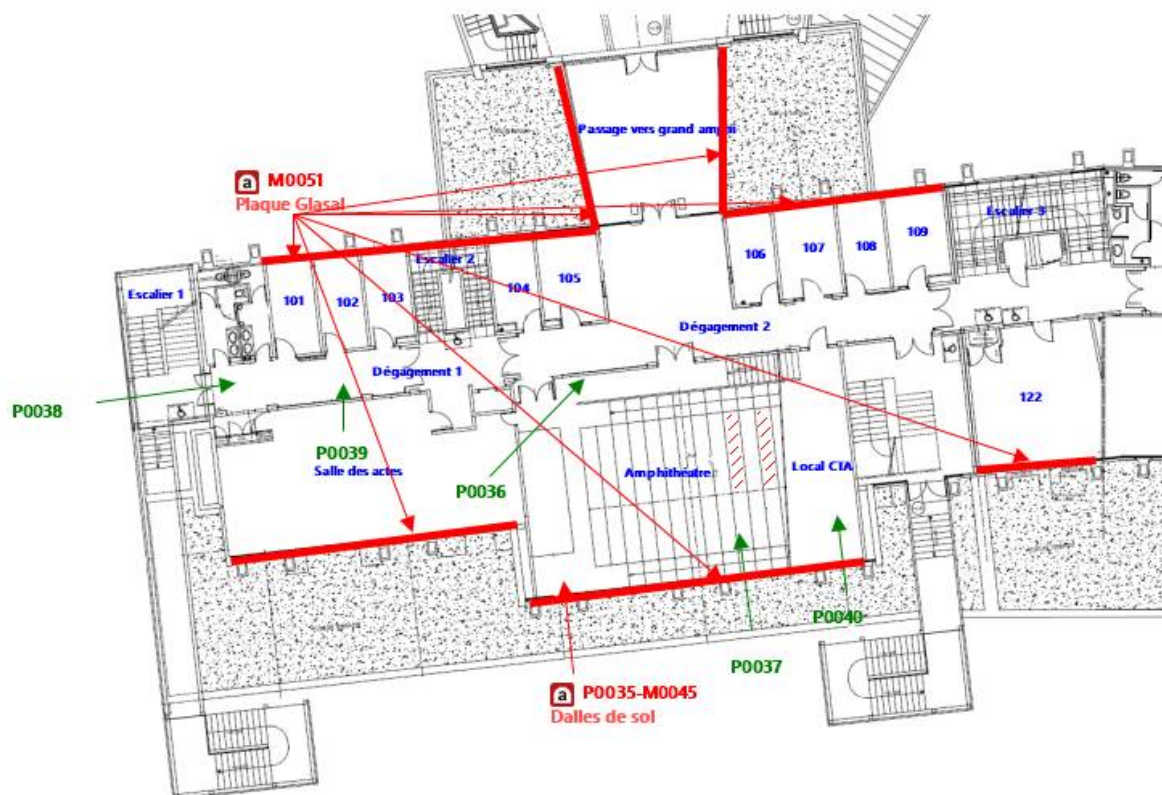 Passage vers grand amphi
a M0051
Plaque Glasal
Escalier 3
109
108
107
106
Escalier 2
105
104
103
102
101
Escalier 1
Dégagement 2
Dégagement 1
P0038
122
P0039
Salle des actes
P0036
Amphithéatre
Local CTA
P0040
P0037
a P0035-M0045
Dalles de sol